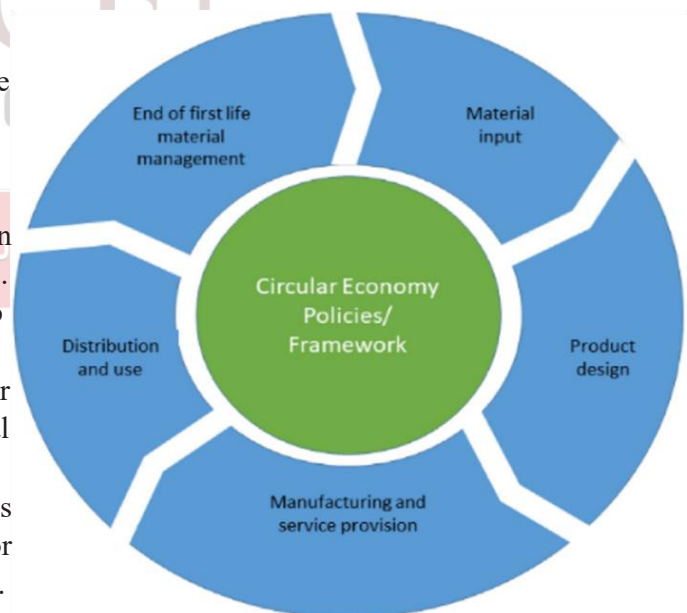 End of first life
material
management
Material
input
Circular Economy
Policies/
Framework
Distribution
and use
Product
design
Manufacturing and
service provision